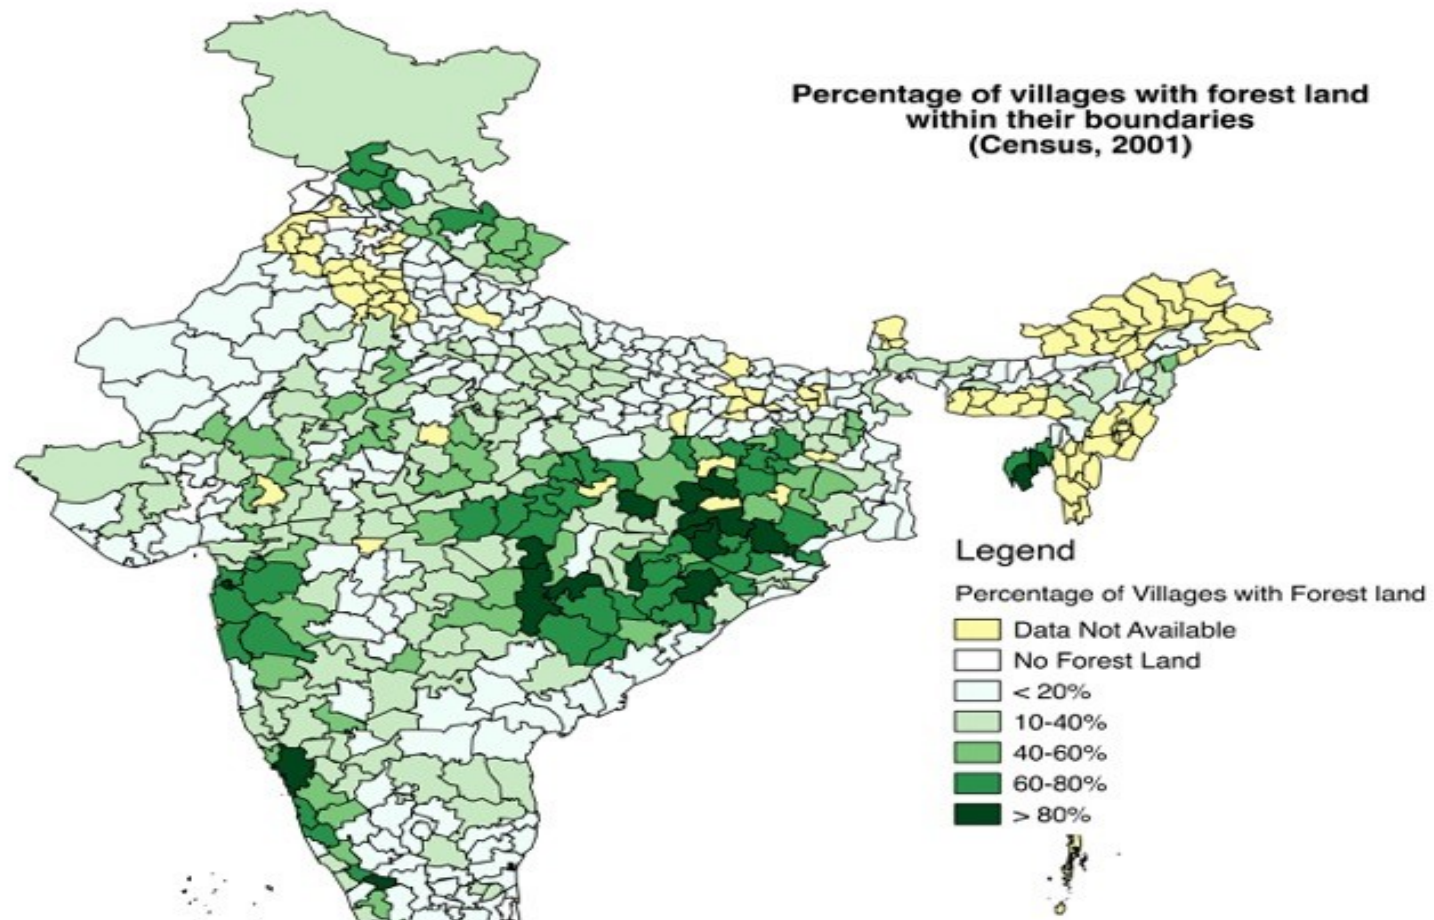 Percentage of villages with forest land
within their boundaries
(Census, 2001)
Legend
Percentage of Villages with Forest land
Data Not Available
No Forest Land
< 20%
10-40%
40-60%
60-80%
> 80%